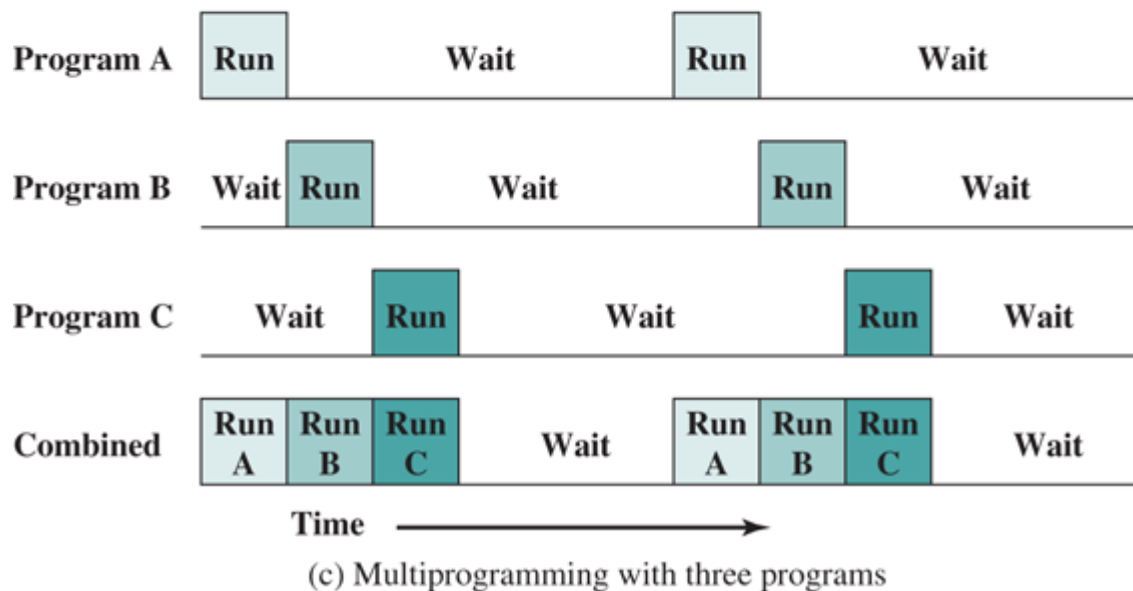 Program A Run Wait Run Wait
Program B Wait Run Wait Run Wait
Program C Wait Run Wait Run Wait
Combined Run A Run B Run C Wait Run A Run B Run C Wait
Time
(c) Multiprogramming with three programs